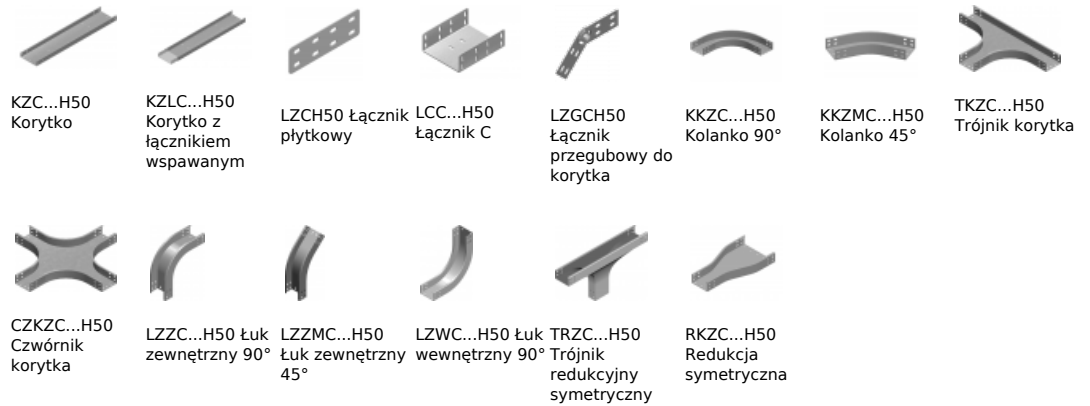 KZC...H50
Korytko
KZLC...H50
Korytko z
łącznikiem
wspawanym
LZCH50 Łącznik
płytkowy
LCC...H50
Łącznik C
LZGCH50
Łącznik
przegubowy do
korytka
KKZC...H50
Kolanko 90°
KKZMC...H50
Kolanko 45°
TKZC...H50
Trójnik korytka
CZKZC...H50
Czwórnik
korytka
LZZC...H50 Łuk
zewnętrzny 90°
LZZMC...H50
Łuk zewnętrzny
45°
LZWC...H50 Łuk
wewnętrzny 90°
TRZC...H50
Trójnik
redukcyjny
symetryczny
RKZC...H50
Redukcja
symetryczna